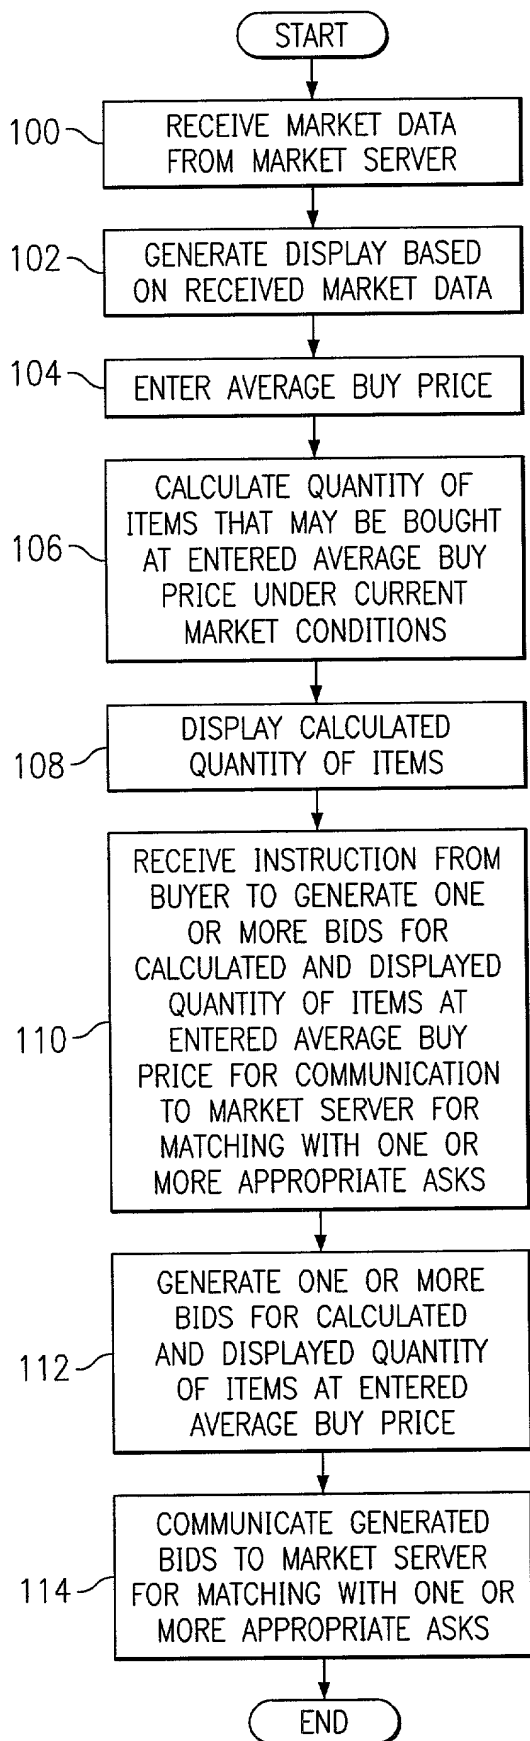 START
100
RECEIVE MARKET DATA
FROM MARKET SERVER
102
GENERATE DISPLAY BASED
ON RECEIVED MARKET DATA
104
ENTER AVERAGE BUY PRICE
106
CALCULATE QUANTITY OF
ITEMS THAT MAY BE BOUGHT
AT ENTERED AVERAGE BUY
PRICE UNDER CURRENT
MARKET CONDITIONS
108
DISPLAY CALCULATED
QUANTITY OF ITEMS
110
RECEIVE INSTRUCTION FROM
BUYER TO GENERATE ONE
OR MORE BIDS FOR
CALCULATED AND DISPLAYED
QUANTITY OF ITEMS AT
ENTERED AVERAGE BUY
PRICE FOR COMMUNICATION
TO MARKET SERVER FOR
MATCHING WITH ONE OR
MORE APPROPRIATE ASKS
112
GENERATE ONE OR MORE
BIDS FOR CALCULATED
AND DISPLAYED QUANTITY
OF ITEMS AT ENTERED
AVERAGE BUY PRICE
114
COMMUNICATE GENERATED
BIDS TO MARKET SERVER
FOR MATCHING WITH ONE OR
MORE APPROPRIATE ASKS
END